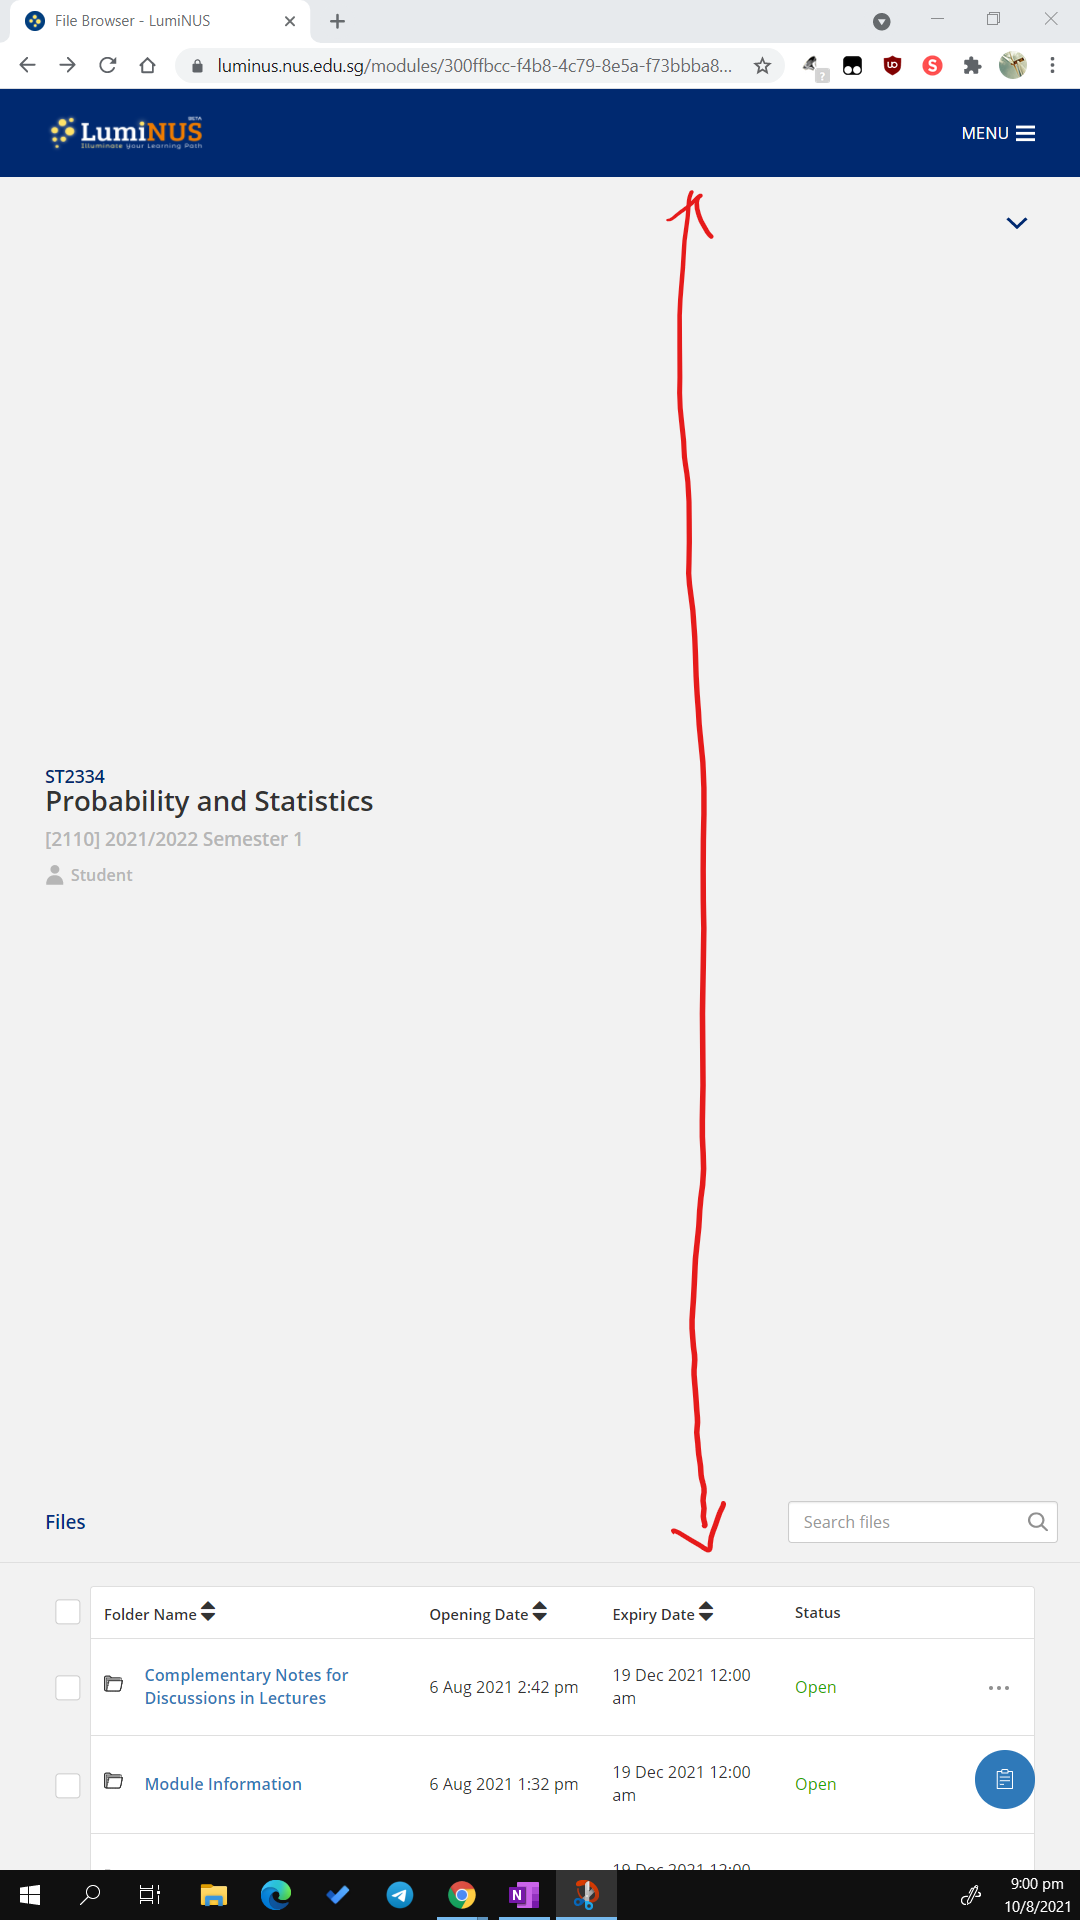 File Browser - LumiNUS
luminus.nus.edu.sg/modules/300ffbcc-f4b8-4c79-8e5a-f73bbba8...
LumiNUS BETA
Illuminate Your Learning Path
MENU
ST2334
Probability and Statistics
[2110] 2021/2022 Semester 1
Student
Files
Search files
Folder Name Opening Date Expiry Date Status
Complementary Notes for Discussions in Lectures 6 Aug 2021 2:42 pm 19 Dec 2021 12:00 am Open
Module Information 6 Aug 2021 1:32 pm 19 Dec 2021 12:00 am Open
19 Dec 2021 12:00
9:00 pm
10/8/2021